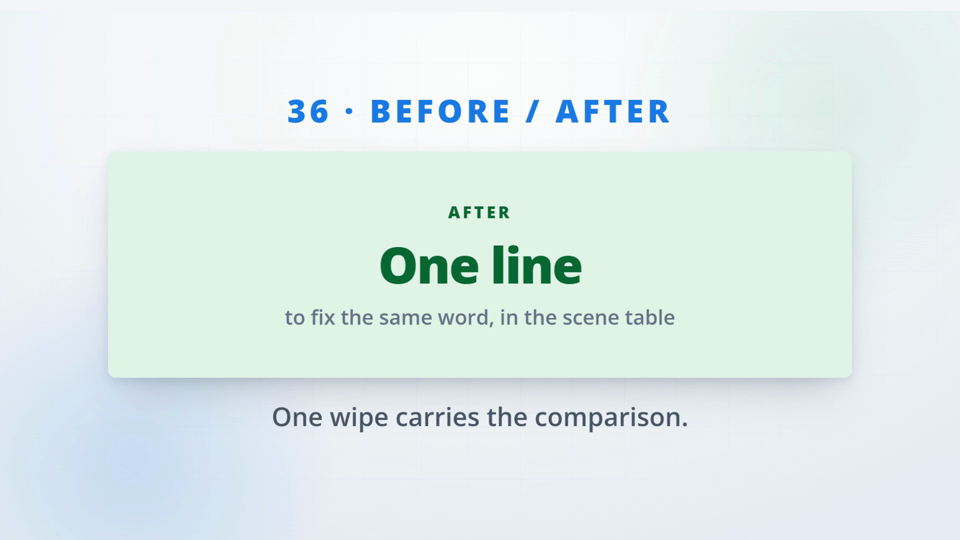 36 · BEFORE / AFTER
AFTER
One line
to fix the same word, in the scene table
One wipe carries the comparison.